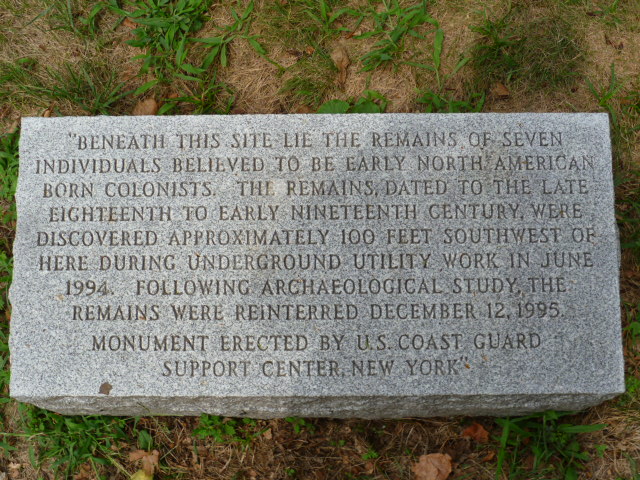 "BENEATH THIS SITE LIE THE REMAINS OF SEVEN
INDIVIDUALS BELIEVED TO BE EARLY NORTH AMERICAN
BORN COLONISTS. THE REMAINS, DATED TO THE LATE
EIGHTEENTH TO EARLY NINETEENTH CENTURY, WERE
DISCOVERED APPROXIMATELY 100 FEET SOUTHWEST OF
HERE DURING UNDERGROUND UTILITY WORK IN JUNE
1994. FOLLOWING ARCHAEOLOGICAL STUDY, THE
REMAINS WERE REINTERRED DECEMBER 12, 1995.
MONUMENT ERECTED BY U.S. COAST GUARD
SUPPORT CENTER, NEW YORK"